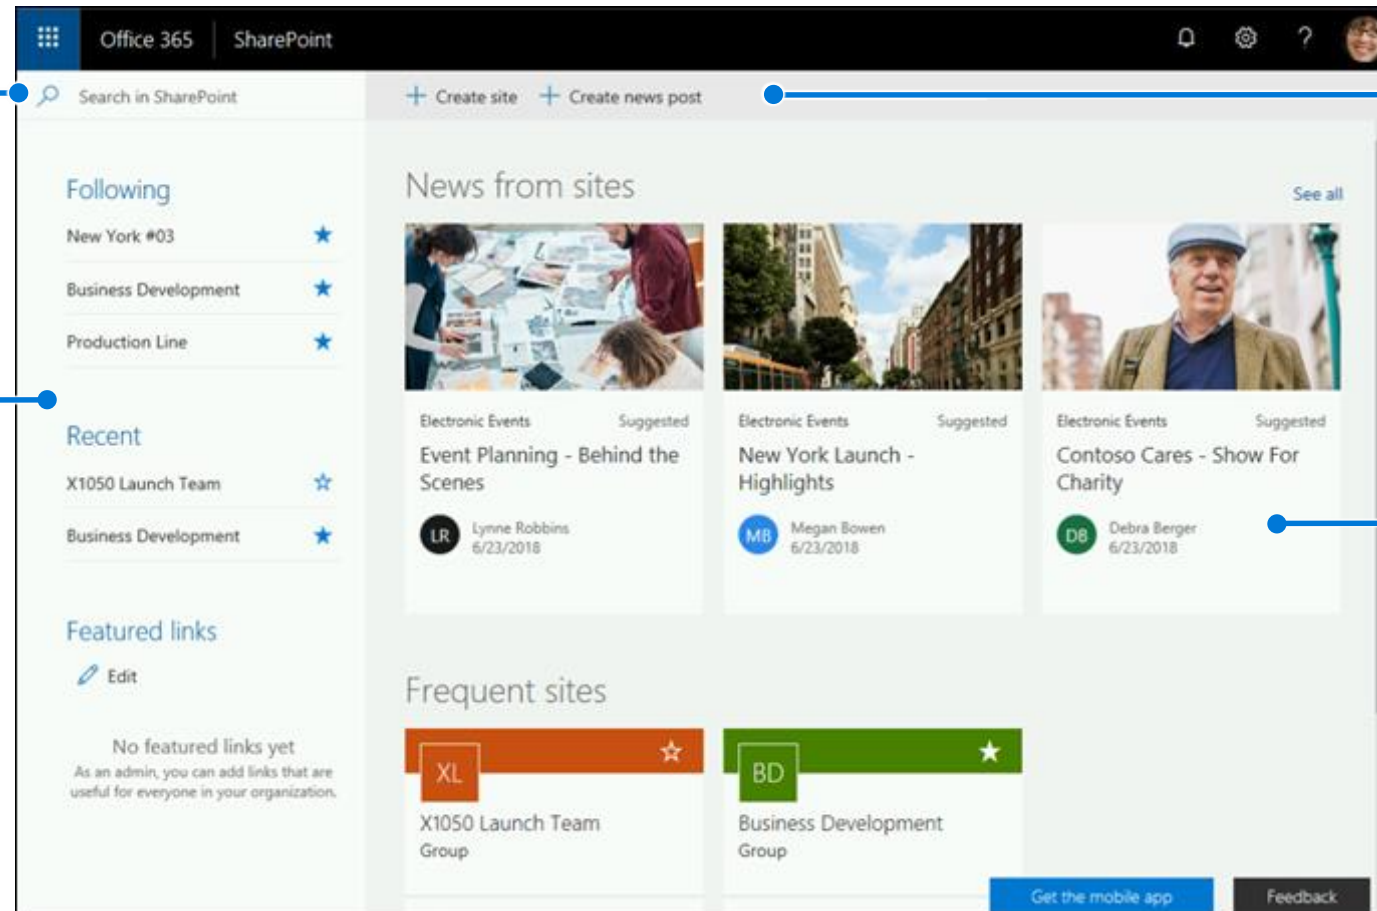 Office 365
SharePoint
?
Search in SharePoint
Create site
Create news post
Following
New York #03
Business Development
Production Line
Recent
X1050 Launch Team
Business Development
Featured links
Edit
No featured links yet
As an admin, you can add links that are
useful for everyone in your organization.
News from sites
See all
Electronic Events
Suggested
Event Planning - Behind the
Scenes
LR
Lynne Robbins
6/23/2018
Electronic Events
Suggested
New York Launch -
Highlights
MB
Megan Bowen
6/23/2018
Electronic Events
Suggested
Contoso Cares - Show For
Charity
DB
Debra Berger
6/23/2018
Frequent sites
XL
X1050 Launch Team
Group
BD
Business Development
Group
Get the mobile app
Feedback